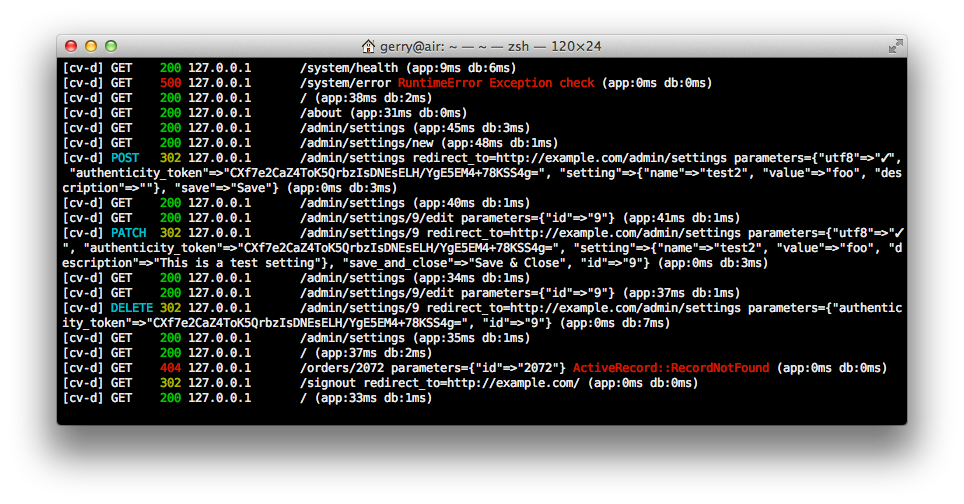 gerry@air: ~ — ~ — zsh — 120×24
[cv-d] GET    200 127.0.0.1       /system/health (app:9ms db:6ms)
[cv-d] GET    500 127.0.0.1       /system/error RuntimeError Exception check (app:0ms db:0ms)
[cv-d] GET    200 127.0.0.1       / (app:38ms db:2ms)
[cv-d] GET    200 127.0.0.1       /about (app:31ms db:0ms)
[cv-d] GET    200 127.0.0.1       /admin/settings (app:45ms db:3ms)
[cv-d] GET    200 127.0.0.1       /admin/settings/new (app:48ms db:1ms)
[cv-d] POST   302 127.0.0.1       /admin/settings redirect_to=http://example.com/admin/settings parameters={"utf8"=>"✓",
 "authenticity_token"=>"CXf7e2CaZ4ToK5QrbzIsDNEsELH/YgE5EM4+78KSS4g=", "setting"=>{"name"=>"test2", "value"=>"foo", "des
cription"=>""}, "save"=>"Save"} (app:0ms db:3ms)
[cv-d] GET    200 127.0.0.1       /admin/settings (app:40ms db:1ms)
[cv-d] GET    200 127.0.0.1       /admin/settings/9/edit parameters={"id"=>"9"} (app:41ms db:1ms)
[cv-d] PATCH  302 127.0.0.1       /admin/settings/9 redirect_to=http://example.com/admin/settings parameters={"utf8"=>"✓
", "authenticity_token"=>"CXf7e2CaZ4ToK5QrbzIsDNEsELH/YgE5EM4+78KSS4g=", "setting"=>{"name"=>"test2", "value"=>"foo", "d
escription"=>"This is a test setting"}, "save_and_close"=>"Save & Close", "id"=>"9"} (app:0ms db:3ms)
[cv-d] GET    200 127.0.0.1       /admin/settings (app:34ms db:1ms)
[cv-d] GET    200 127.0.0.1       /admin/settings/9/edit parameters={"id"=>"9"} (app:37ms db:1ms)
[cv-d] DELETE 302 127.0.0.1       /admin/settings/9 redirect_to=http://example.com/admin/settings parameters={"authentic
ity_token"=>"CXf7e2CaZ4ToK5QrbzIsDNEsELH/YgE5EM4+78KSS4g=", "id"=>"9"} (app:0ms db:7ms)
[cv-d] GET    200 127.0.0.1       /admin/settings (app:35ms db:1ms)
[cv-d] GET    200 127.0.0.1       / (app:37ms db:2ms)
[cv-d] GET    404 127.0.0.1       /orders/2072 parameters={"id"=>"2072"} ActiveRecord::RecordNotFound (app:0ms db:0ms)
[cv-d] GET    302 127.0.0.1       /signout redirect_to=http://example.com/ (app:0ms db:0ms)
[cv-d] GET    200 127.0.0.1       / (app:33ms db:1ms)